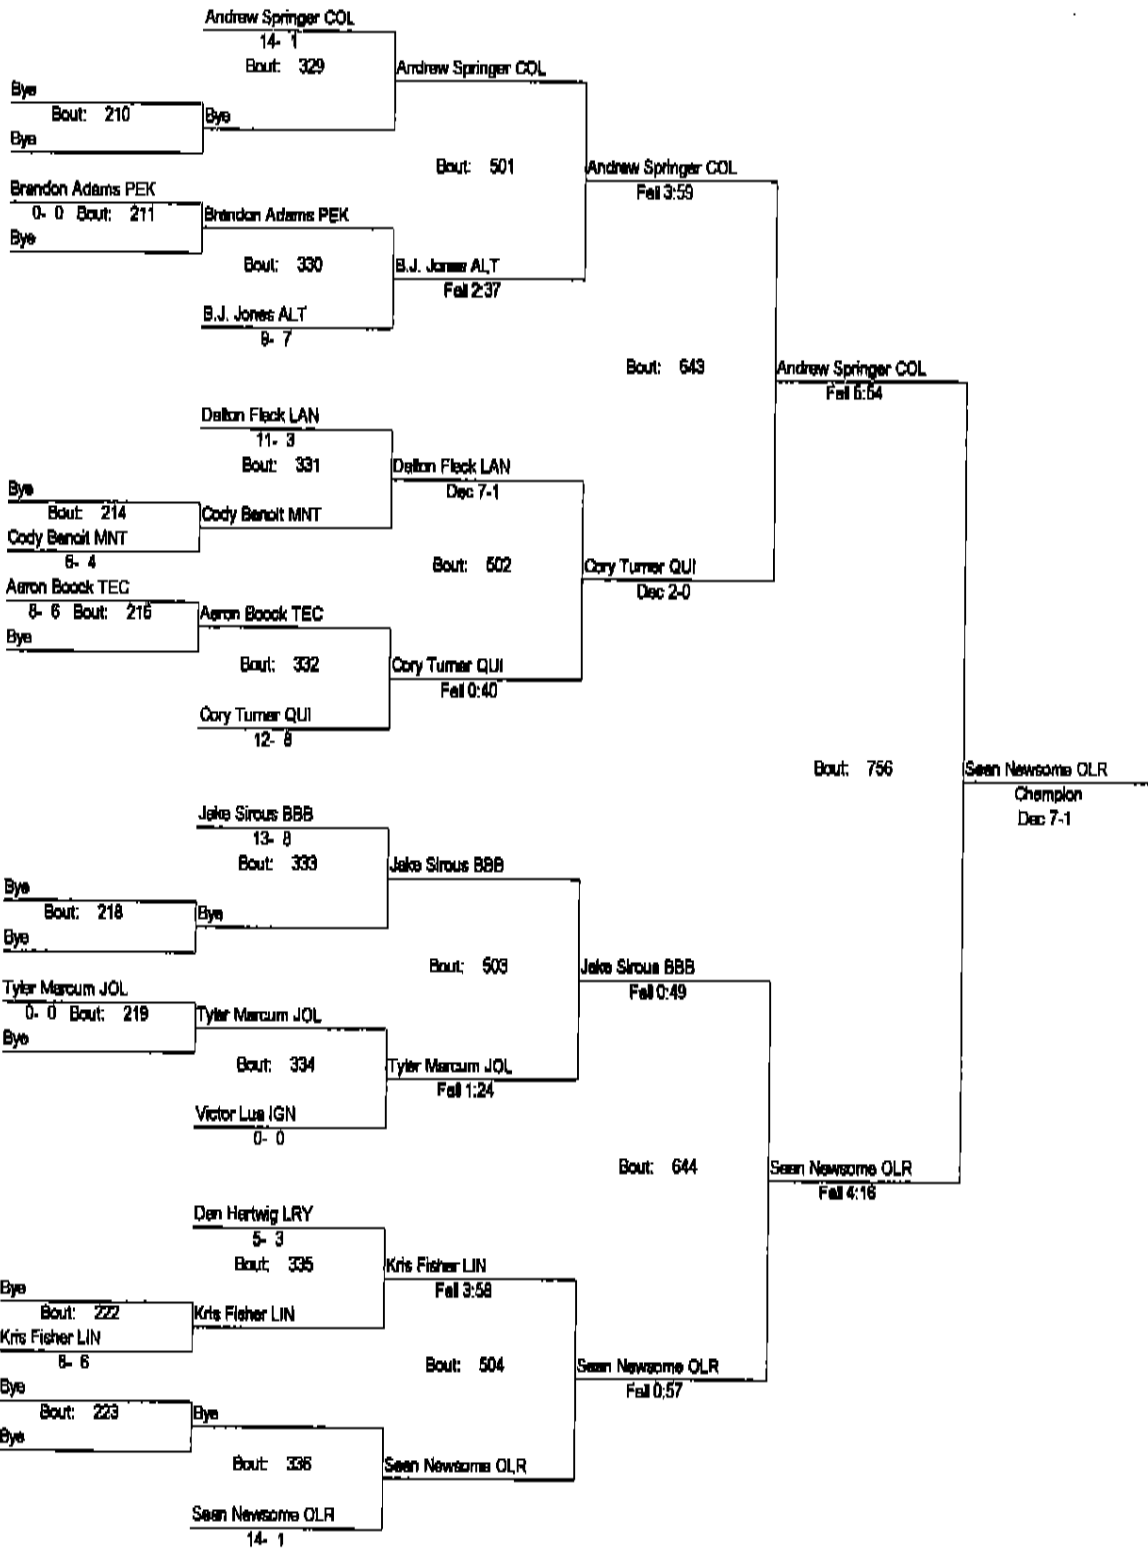 Andrew Springer COL
14- 1
Bout: 329
Andrew Springer COL
Bye
Bout: 210
Bye
Bye
Bout: 501
Andrew Springer COL
Fall 3:59
Brandon Adams PEK
0- 0 Bout: 211
Brandon Adams PEK
Bye
Bout: 330
B.J. Jones ALT
Fall 2:37
B.J. Jones ALT
9- 7
Bout: 643
Andrew Springer COL
Fall 5:54
Dalton Fleck LAN
11- 3
Bout: 331
Dalton Fleck LAN
Dec 7-1
Bye
Bout: 214
Cody Benoit MNT
Cody Benoit MNT
6- 4
Bout: 502
Cory Turner QUI
Dec 2-0
Aaron Boock TEC
8- 6 Bout: 215
Aaron Boock TEC
Bye
Bout: 332
Cory Turner QUI
Fall 0:40
Cory Turner QUI
12- 8
Bout: 756
Sean Newsome OLR
Champion
Dec 7-1
Jake Sirous BBB
13- 8
Bout: 333
Jake Sirous BBB
Bye
Bout: 218
Bye
Bye
Bout: 503
Jake Sirous BBB
Fall 0:49
Tyler Marcum JOL
0- 0 Bout: 219
Tyler Marcum JOL
Bye
Bout: 334
Tyler Marcum JOL
Fall 1:24
Victor Lua IGN
0- 0
Bout: 644
Sean Newsome OLR
Fall 4:16
Dan Hartwig LRY
5- 3
Bout: 335
Kris Fisher LIN
Fall 3:58
Bye
Bout: 222
Kris Fisher LIN
Kris Fisher LIN
6- 6
Bout: 504
Sean Newsome OLR
Fall 0:57
Bye
Bout: 223
Bye
Bye
Bout: 336
Sean Newsome OLR
Sean Newsome OLR
14- 1